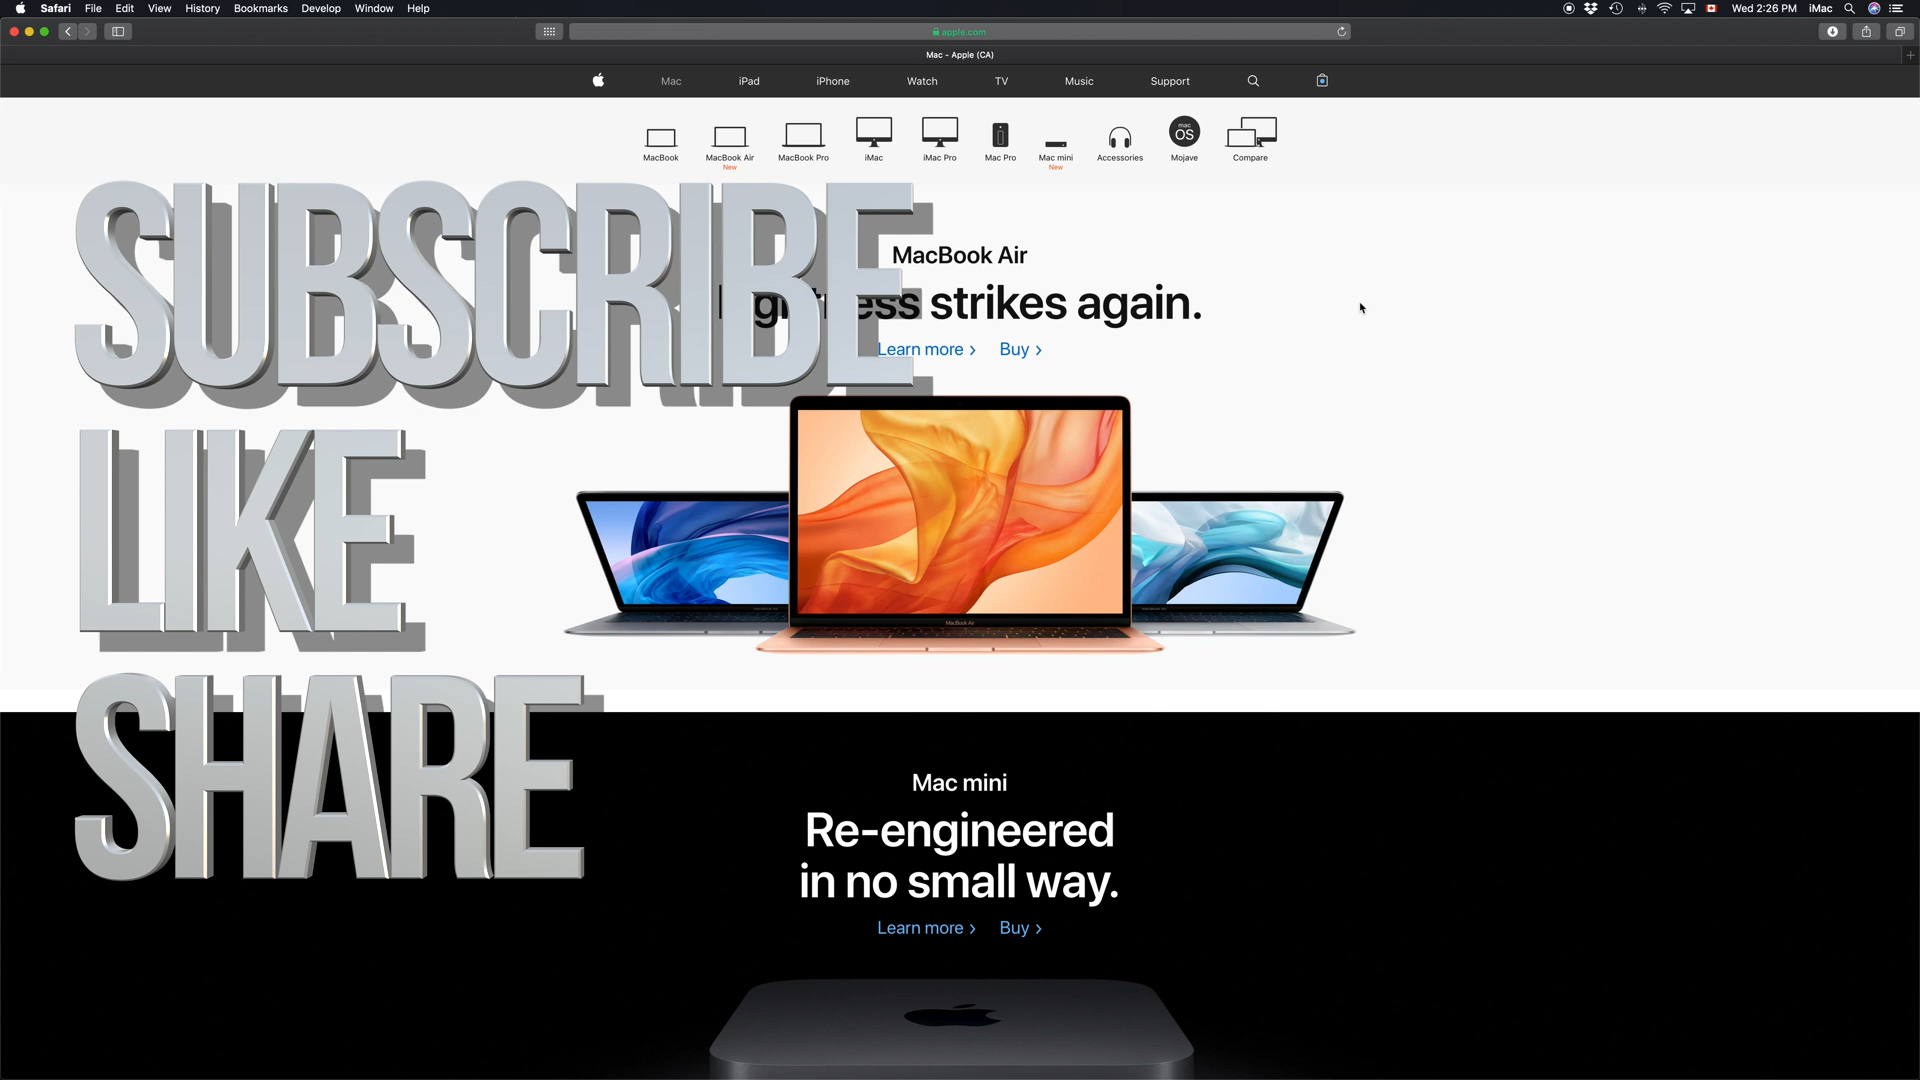 Safari File Edit View History Bookmarks Develop Window Help Wed 2:26 PM iMac
apple.com
Mac - Apple (CA)
Mac iPad iPhone Watch TV Music Support
mac OS
MacBook MacBook Air MacBook Pro iMac iMac Pro Mac Pro Mac mini Accessories Mojave Compare
New New
SUBSCRIBE
MacBook Air
strikes again.
Learn more > Buy >
LIKE
MacBook Air
SHARE
Mac mini
Re-engineered
in no small way.
Learn more > Buy >